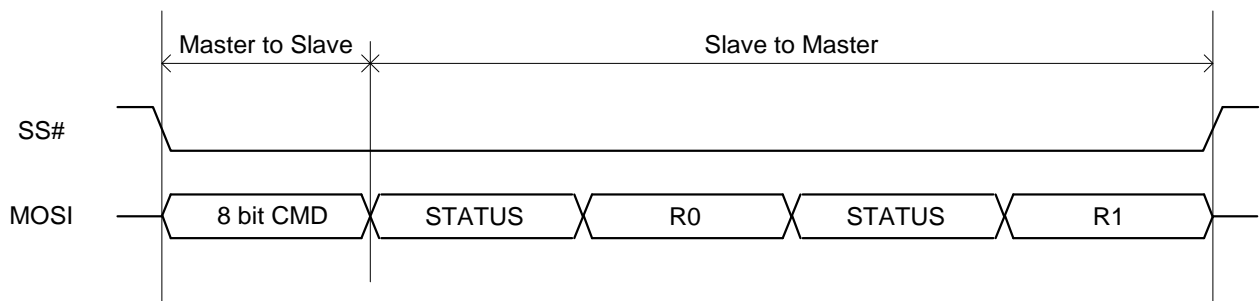 Master to Slave Slave to Master
SS#
MOSI 8 bit CMD STATUS R0 STATUS R1